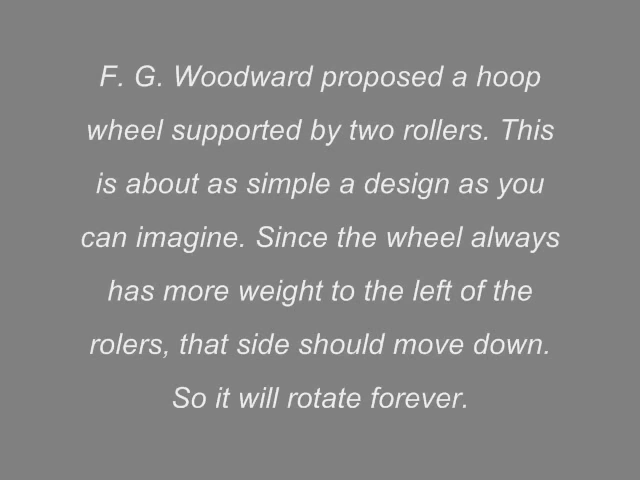 F. G. Woodward proposed a hoop
wheel supported by two rollers. This
is about as simple a design as you
can imagine. Since the wheel always
has more weight to the left of the
rolers, that side should move down.
So it will rotate forever.